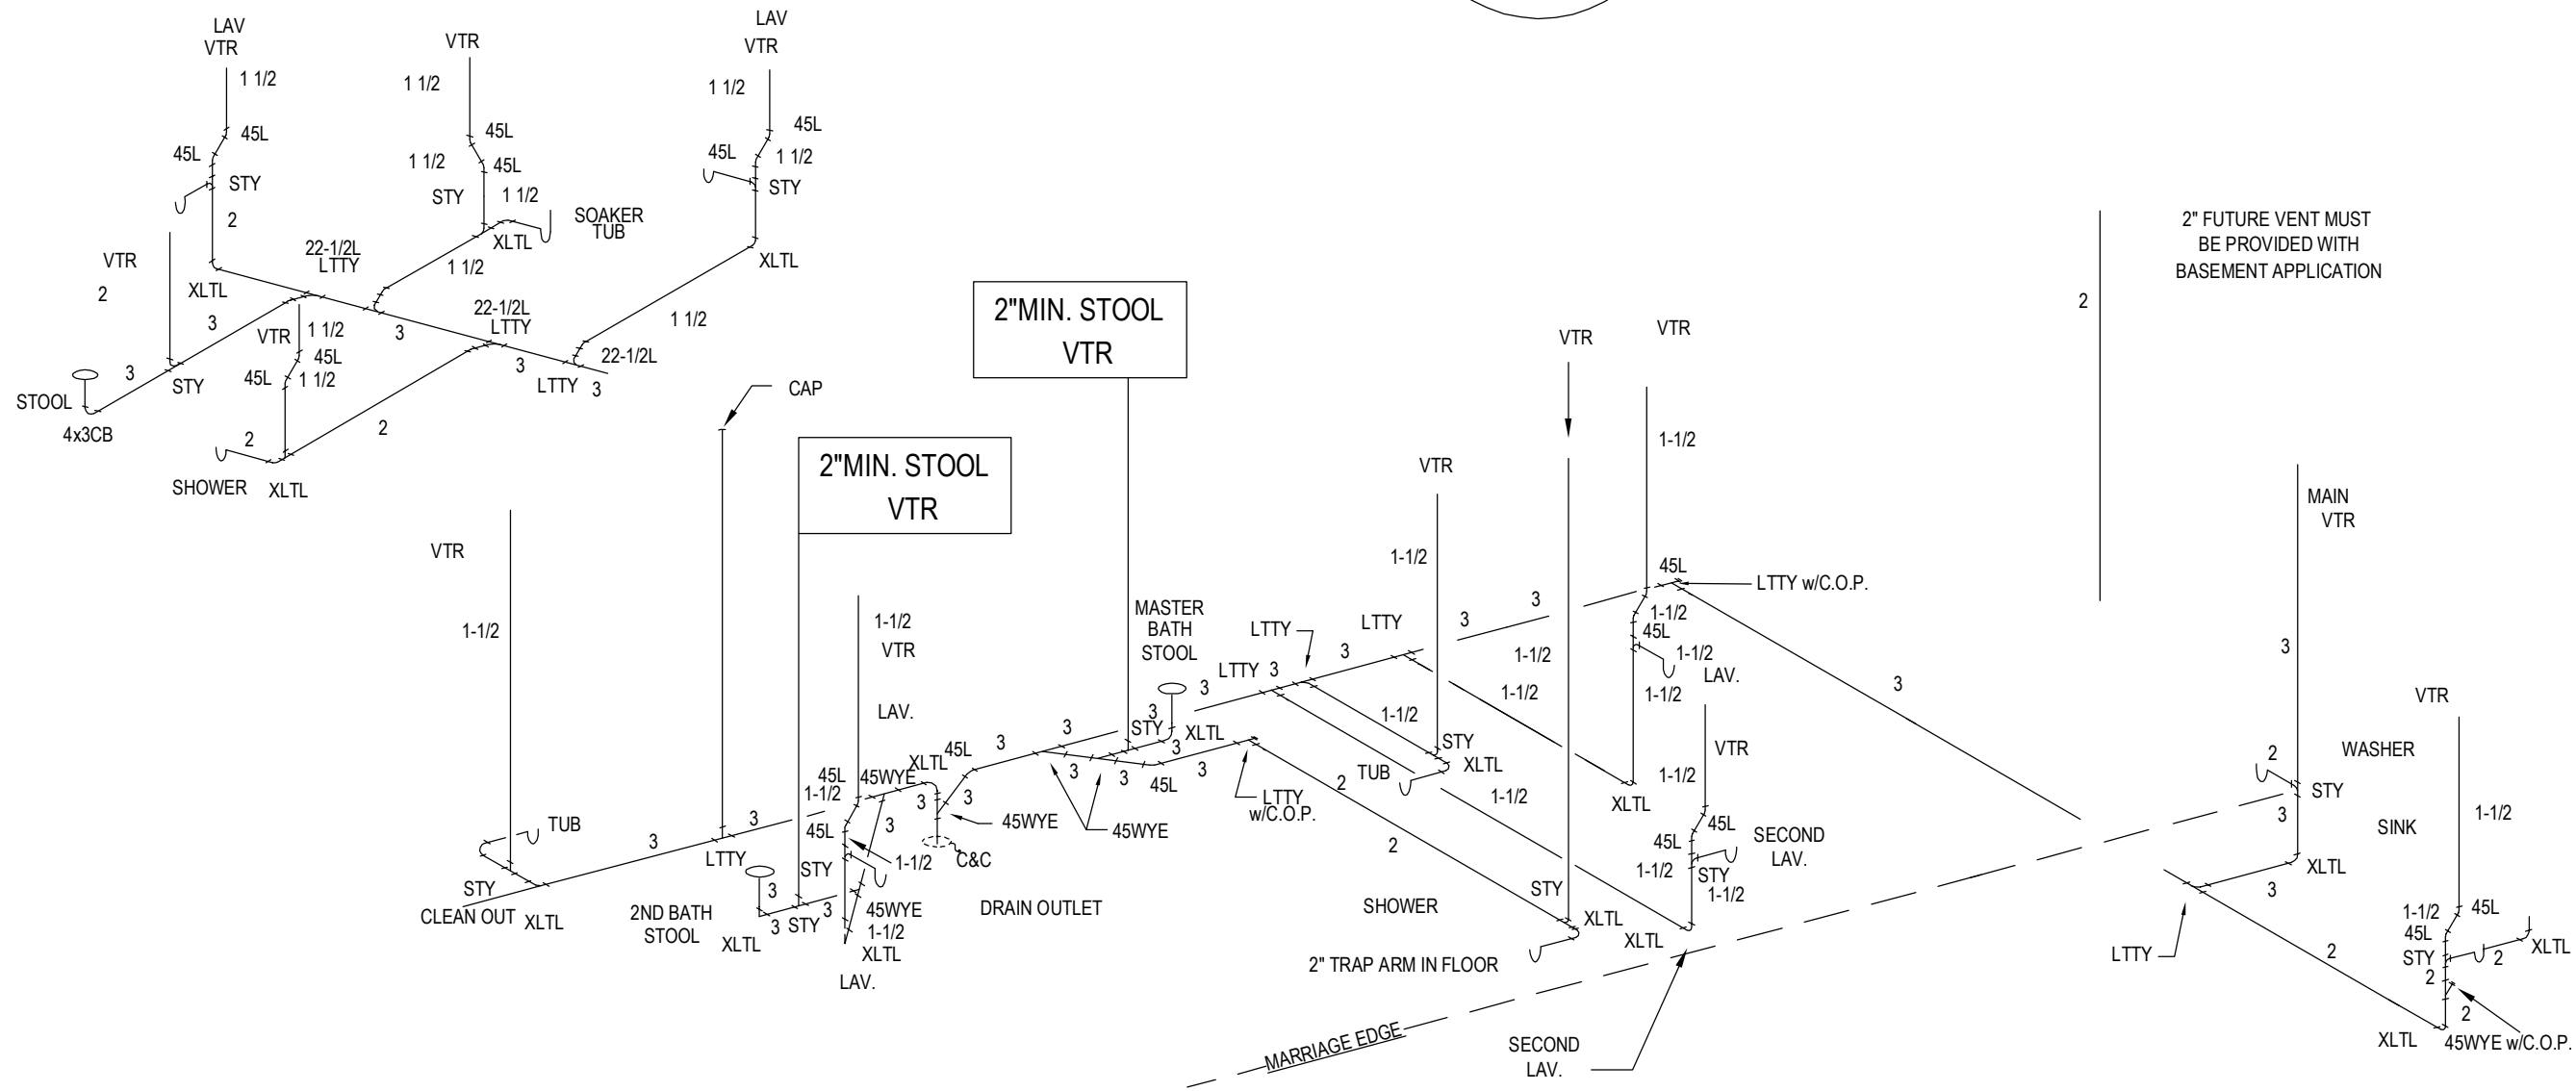 LAV
VTR
1 1/2
45L
45L
STY
2
VTR
1 1/2
45L
1 1/2
45L
STY
1 1/2
SOAKER
TUB
XLTL
1 1/2
LAV
VTR
1 1/2
45L
45L
1 1/2
STY
XLTL
1 1/2
VTR
2
XLTL
22-1/2L
LTTY
3
3
22-1/2L
LTTY
3
22-1/2L
LTTY
3
STOOL
3
STY
4x3CB
VTR
1 1/2
45L
45L
1 1/2
2
2
SHOWER
XLTL
CAP
2"MIN. STOOL
VTR
2"MIN. STOOL
VTR
VTR
1-1/2
TUB
STY
CLEAN OUT
XLTL
3
LTTY
3
2ND BATH
STOOL
XLTL
3
3
STY
3
1-1/2
VTR
LAV.
45L
1-1/2
45L
STY
45WYE
3
1-1/2
45WYE
1-1/2
XLTL
LAV.
XLTL
3
3
45L
45WYE
C&C
DRAIN OUTLET
3
3
3
3
45WYE
45L
MASTER
BATH
STOOL
STY
3
XLTL
3
3
3
LTTY
w/C.O.P.
LTTY
3
LTTY
3
LTTY
3
3
VTR
1-1/2
1-1/2
STY
XLTL
TUB
VTR
1-1/2
1-1/2
1-1/2
2
2
SHOWER
STY
XLTL
2" TRAP ARM IN FLOOR
VTR
1-1/2
45L
LTTY w/C.O.P.
1-1/2
45L
1-1/2
LAV.
1-1/2
XLTL
3
VTR
1-1/2
45L
45L
SECOND
LAV.
1-1/2
STY
1-1/2
XLTL
SECOND
LAV.
MARRIAGE EDGE
2" FUTURE VENT MUST
BE PROVIDED WITH
BASEMENT APPLICATION
2
MAIN
VTR
3
2
WASHER
STY
3
XLTL
3
LTTY
2
VTR
1-1/2
SINK
1-1/2
45L
45L
STY
2
XLTL
2
2
XLTL
45WYE w/C.O.P.